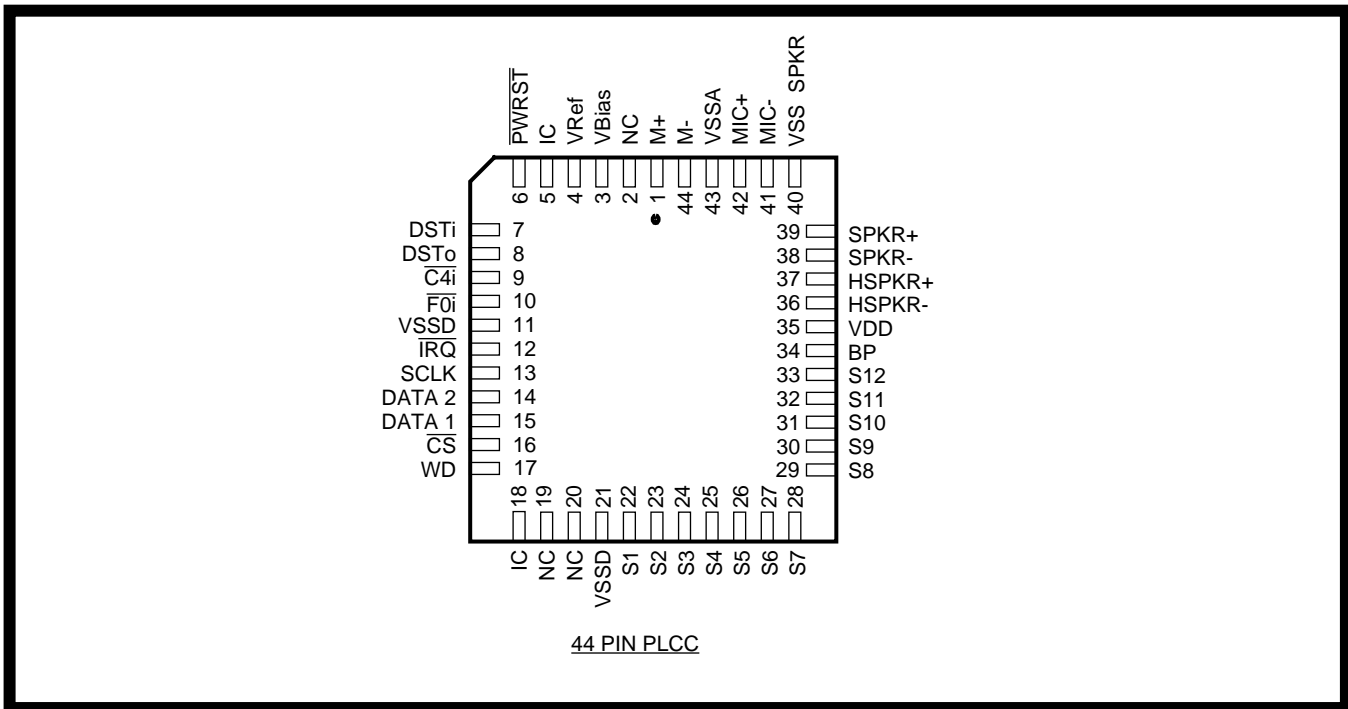 PWRST
IC
VRef
VBias
NC
M+
M-
VSSA
MIC+
MIC-
VSS SPKR
6
5
4
3
2
1
44
43
42
41
40
DSTi 7
DSTo 8
C4i 9
F0i 10
VSSD 11
IRQ 12
SCLK 13
DATA 2 14
DATA 1 15
CS 16
WD 17
39 SPKR+
38 SPKR-
37 HSPKR+
36 HSPKR-
35 VDD
34 BP
33 S12
32 S11
31 S10
30 S9
29 S8
18
19
20
21
22
23
24
25
26
27
28
IC
NC
NC
VSSD
S1
S2
S3
S4
S5
S6
S7
44 PIN PLCC